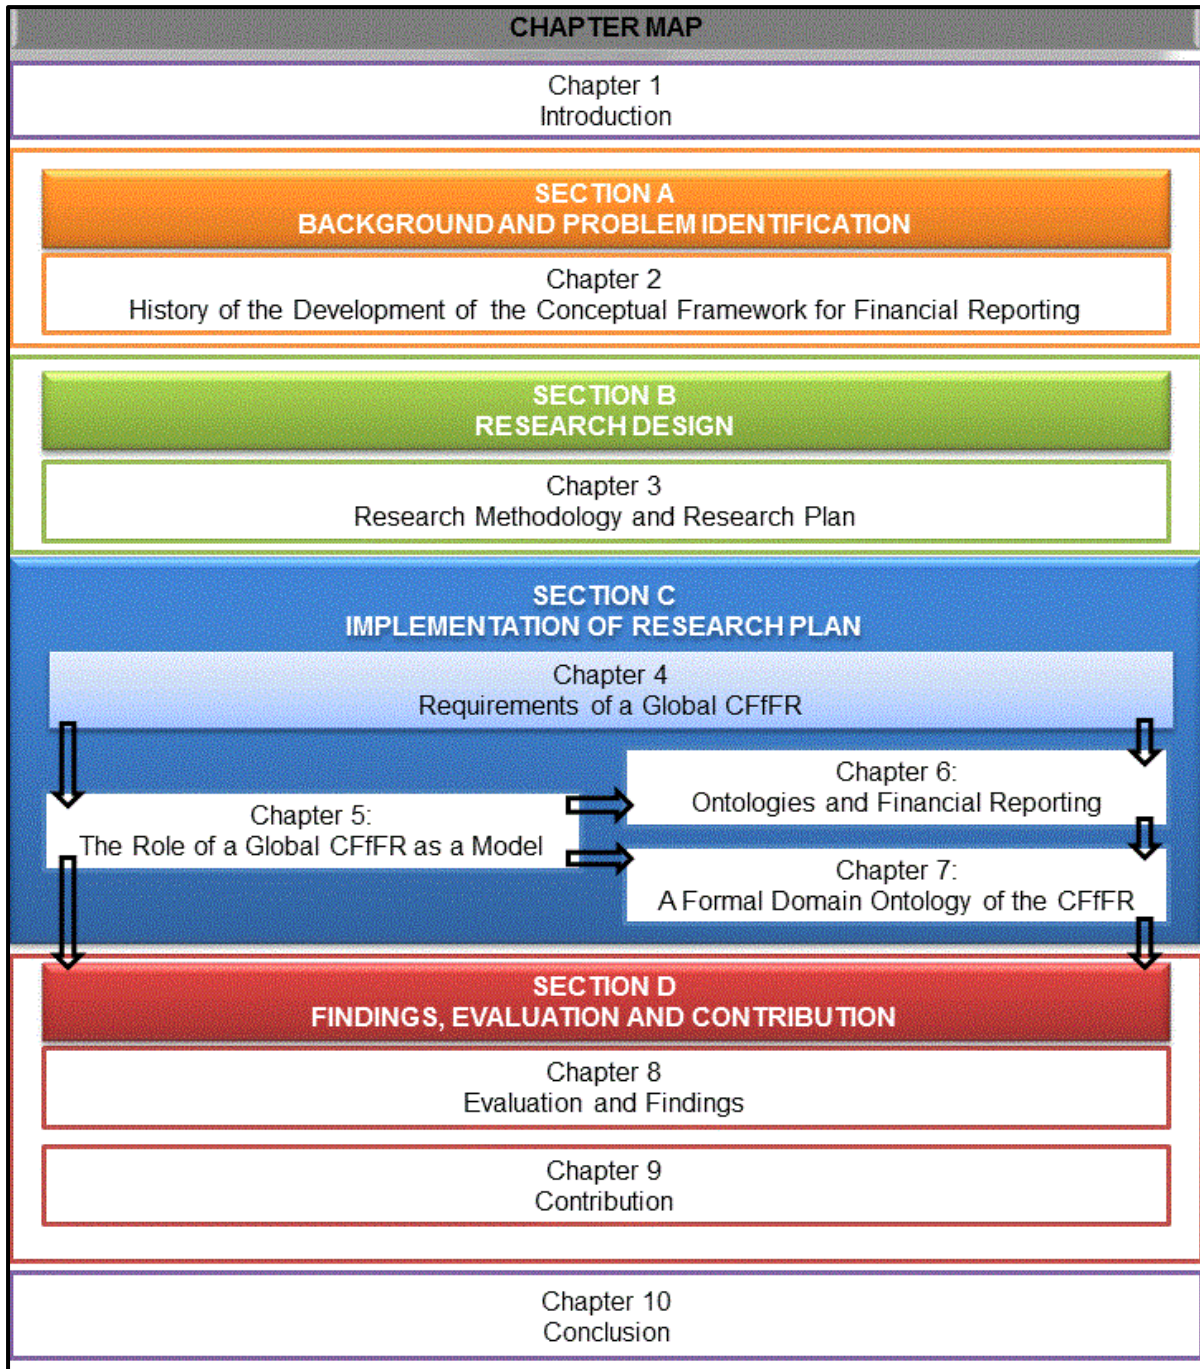 CHAPTER MAP
Chapter 1
Introduction
SECTION A
BACKGROUND AND PROBLEM IDENTIFICATION
Chapter 2
History of the Development of the Conceptual Framework for Financial Reporting
SECTION B
RESEARCH DESIGN
Chapter 3
Research Methodology and Research Plan
SECTION C
IMPLEMENTATION OF RESEARCH PLAN
Chapter 4
Requirements of a Global CFfFR
Chapter 5:
The Role of a Global CFfFR as a Model
Chapter 6:
Ontologies and Financial Reporting
Chapter 7:
A Formal Domain Ontology of the CFfFR
SECTION D
FINDINGS, EVALUATION AND CONTRIBUTION
Chapter 8
Evaluation and Findings
Chapter 9
Contribution
Chapter 10
Conclusion